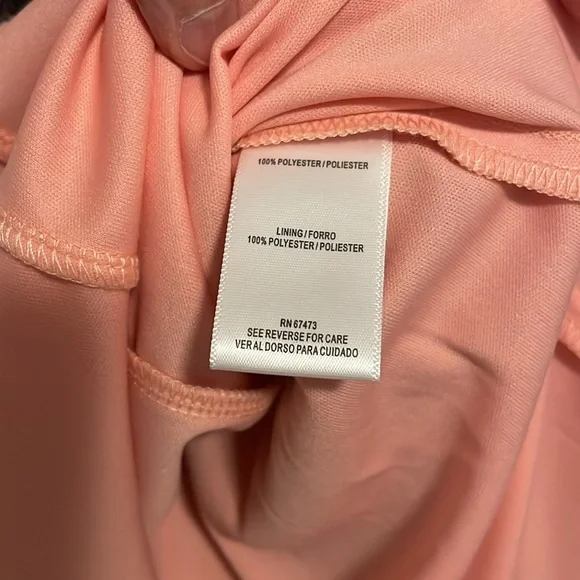 100% POLYESTER/POLIESTER
LINING/FORRO
100% POLYESTER/POLIESTER
RN 67473
SEE REVERSE FOR CARE
VER AL DORSO PARA CUIDADO